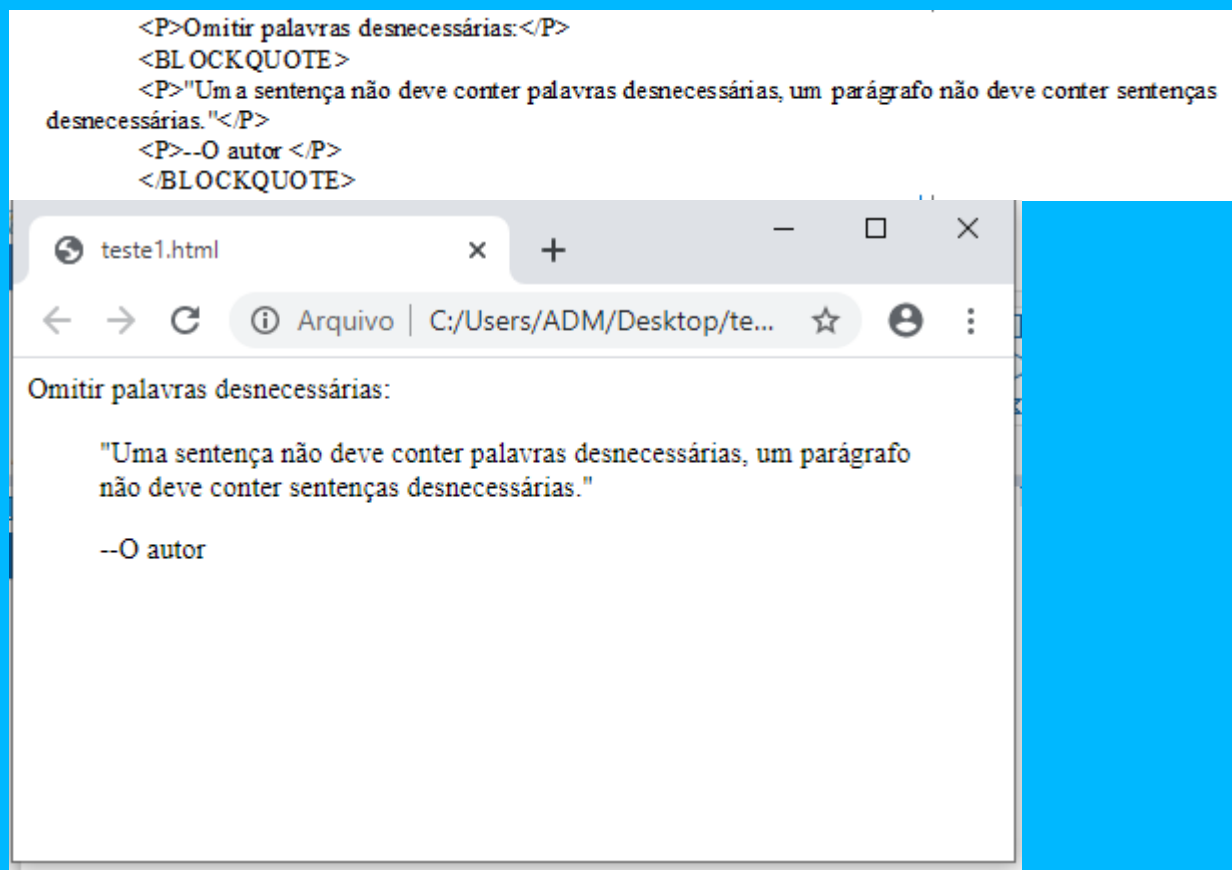 <P>Omitir palavras desnecessárias:</P>
<BLOCKQUOTE>
<P>"Uma sentença não deve conter palavras desnecessárias, um parágrafo não deve conter sentenças
desnecessárias."</P>
<P>--O autor </P>
</BLOCKQUOTE>
teste1.html
Arquivo | C:/Users/ADM/Desktop/te...
Omitir palavras desnecessárias:
"Uma sentença não deve conter palavras desnecessárias, um parágrafo
não deve conter sentenças desnecessárias."
--O autor